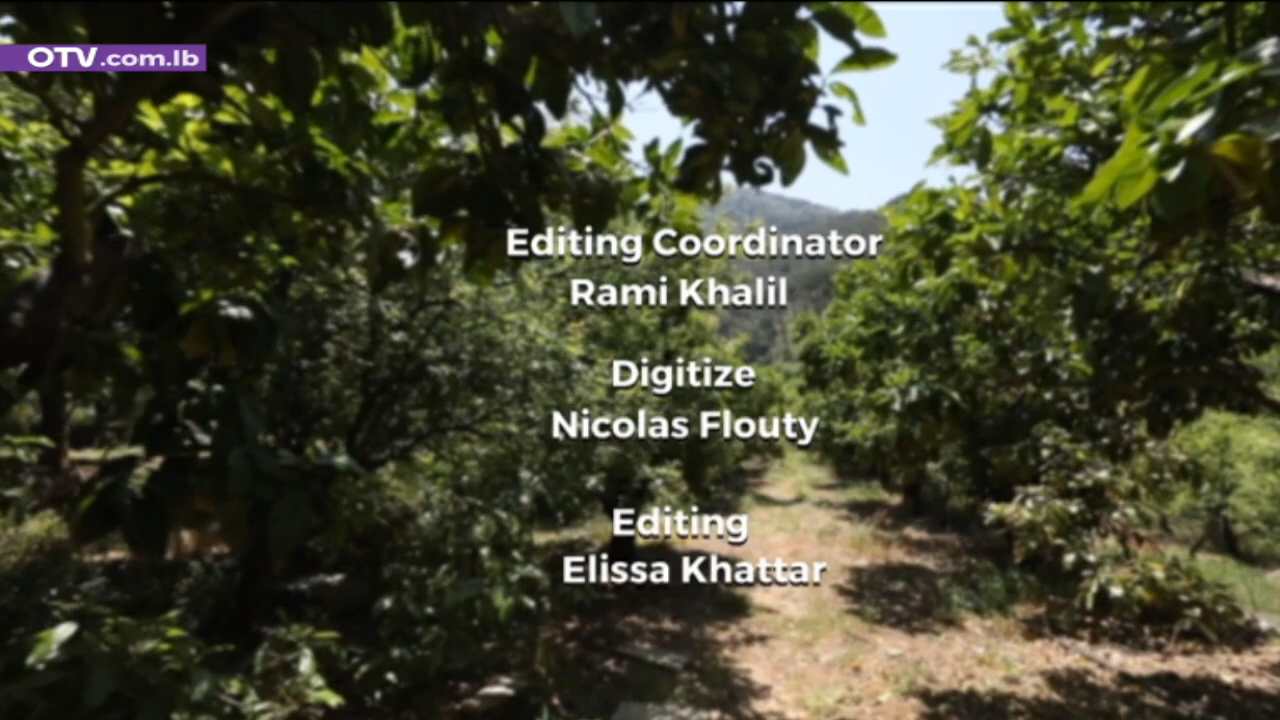 OTV.com.lb
Editing Coordinator
Rami Khalil
Digitize
Nicolas Flouty
Editing
Elissa Khattar